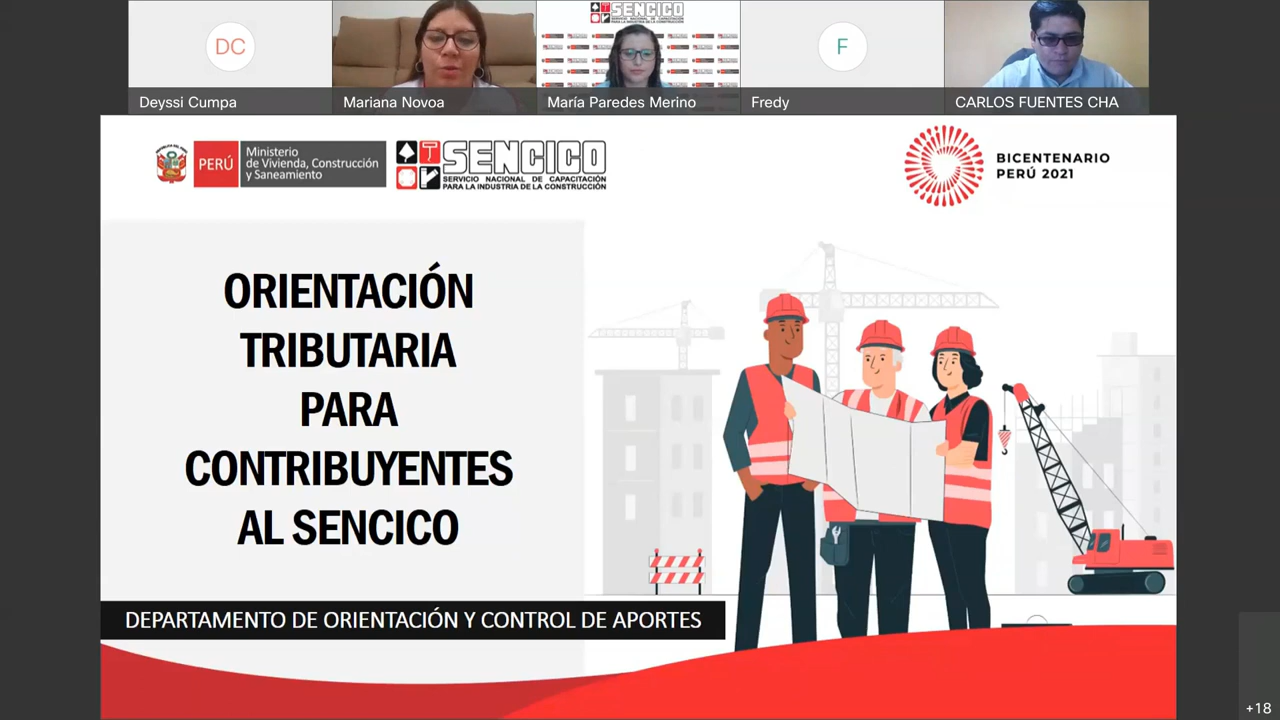 DC
SENCICO
F
Deyssi Cumpa
Mariana Novoa
María Paredes Merino
Fredy
CARLOS FUENTES CHA
PERÚ
Ministerio
de Vivienda, Construcción
y Saneamiento
SENCICO
SERVICIO NACIONAL DE CAPACITACIÓN
PARA LA INDUSTRIA DE LA CONSTRUCCIÓN
BICENTENARIO
PERÚ 2021
ORIENTACIÓN
TRIBUTARIA
PARA
CONTRIBUYENTES
AL SENCICO
DEPARTAMENTO DE ORIENTACIÓN Y CONTROL DE APORTES
+18